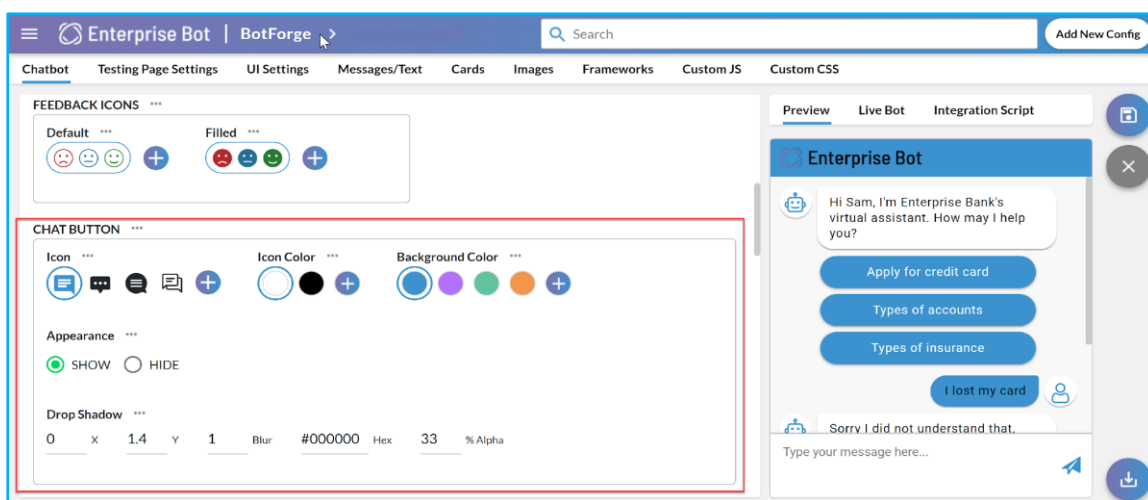 Enterprise Bot | BotForge >
Search
Add New Config
Chatbot Testing Page Settings UI Settings Messages/Text Cards Images Frameworks Custom JS Custom CSS
FEEDBACK ICONS ...
Default ... Filled ...
CHAT BUTTON ...
Icon ... Icon Color ... Background Color ...
Appearance ...
SHOW HIDE
Drop Shadow ...
0 X 1.4 Y 1 Blur #000000 Hex 33 % Alpha
Preview Live Bot Integration Script
Enterprise Bot
Hi Sam, I'm Enterprise Bank's
virtual assistant. How may I help
you?
Apply for credit card
Types of accounts
Types of insurance
I lost my card
Sorry I did not understand that.
Type your message here...